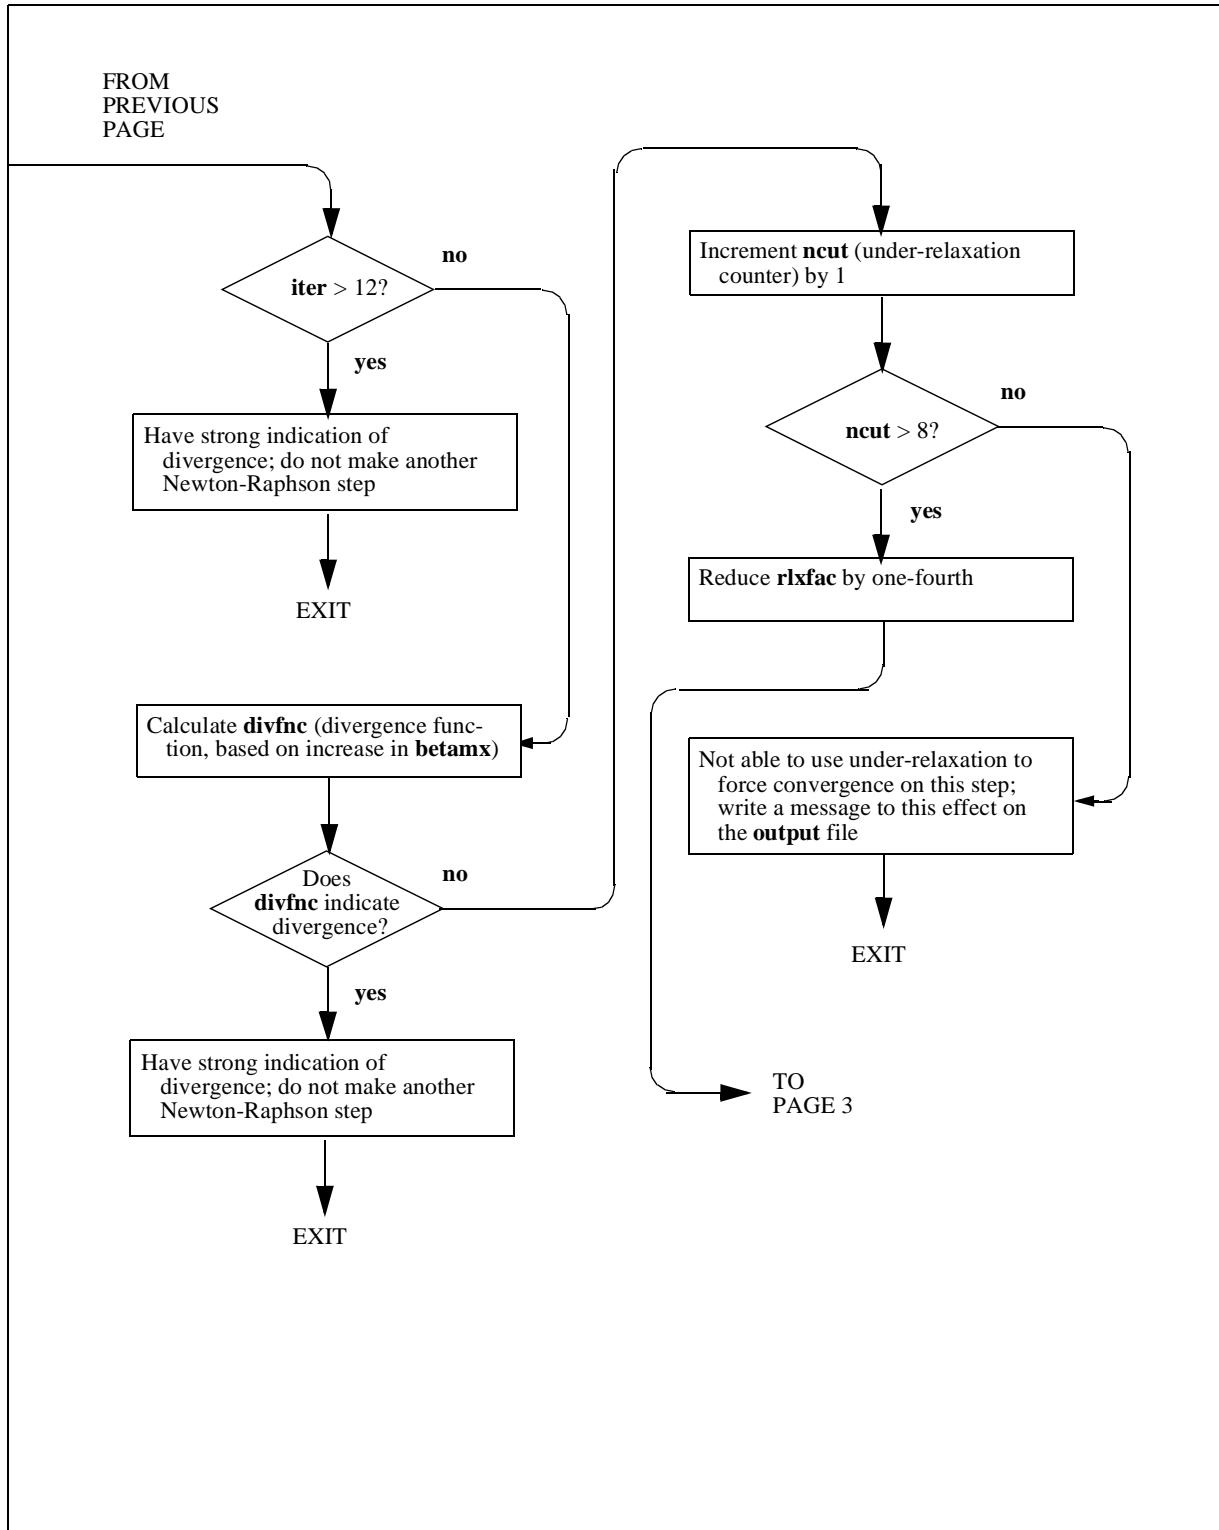 FROM
PREVIOUS
PAGE
iter > 12?
no
yes
Have strong indication of
divergence; do not make another
Newton-Raphson step
EXIT
Calculate divfnc (divergence func-
tion, based on increase in betamx)
Does
divfnc indicate
divergence?
no
yes
Have strong indication of
divergence; do not make another
Newton-Raphson step
EXIT
Increment ncut (under-relaxation
counter) by 1
ncut > 8?
no
yes
Reduce rlxfac by one-fourth
Not able to use under-relaxation to
force convergence on this step;
write a message to this effect on
the output file
EXIT
TO
PAGE 3